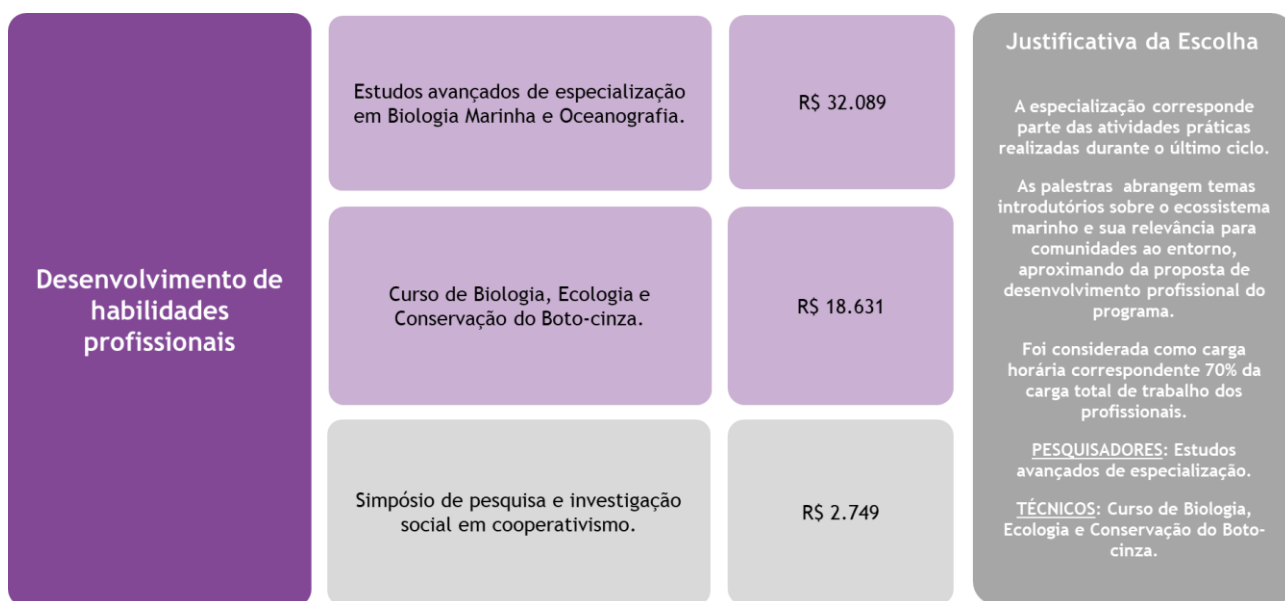 Desenvolvimento de
habilidades
profissionais
Estudos avançados de especialização
em Biologia Marinha e Oceanografia.
R$ 32.089
Curso de Biologia, Ecologia e
Conservação do Boto-cinza.
R$ 18.631
Simpósio de pesquisa e investigação
social em cooperativismo.
R$ 2.749
Justificativa da Escolha
A especialização corresponde
parte das atividades práticas
realizadas durante o último ciclo.
As palestras abrangem temas
introdutórios sobre o ecossistema
marinho e sua relevância para
comunidades ao entorno,
aproximando da proposta de
desenvolvimento profissional do
programa.
Foi considerada como carga
horária correspondente 70% da
carga total de trabalho dos
profissionais.
PESQUISADORES: Estudos
avançados de especialização.
TÉCNICOS: Curso de Biologia,
Ecologia e Conservação do Boto-
cinza.